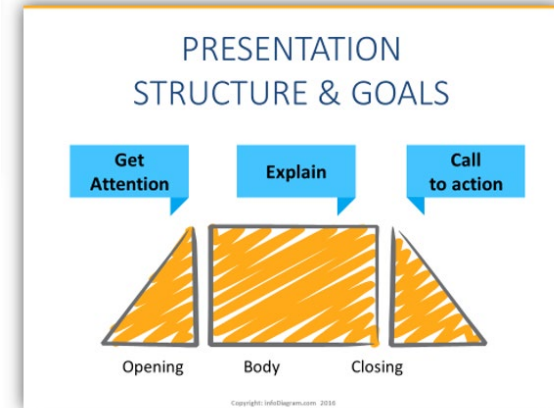 PRESENTATION
STRUCTURE & GOALS
Get
Attention
Explain
Call
to action
Opening
Body
Closing
Copyright: infoDiagram.com 2016